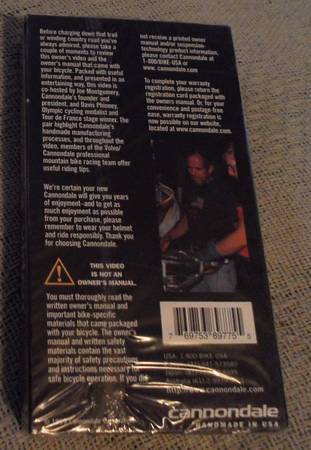 Before charging down that trail
or winding country road you've
always admired, please take a
couple of moments to review
this owner's video and the
owner's manual that came with
your bicycle. Packed with useful
information, and presented in an
entertaining way, this video is
co-hosted by Joe Montgomery,
Cannondale's founder and
president, and Davis Phinney,
Olympic cycling medalist and
Tour de France stage winner. The
pair highlight Cannondale's
handmade manufacturing
processes, and throughout the
video, members of the Volvo/
Cannondale professional
mountain bike racing team offer
useful riding tips.
We're certain your new
Cannondale will give you years
of enjoyment–and to get as
much enjoyment as possible
from your purchase, please
remember to wear your helmet
and ride responsibly. Thank you
for choosing Cannondale.
THIS VIDEO
IS NOT AN
OWNER'S MANUAL.
You must thoroughly read the
written owner's manual and
important bike-specific
materials that came packaged
with your bicycle. The owner's
manual and written safety
materials contain the vast
majority of safety precautions
and instructions necessary for
safe bicycle operation. If you did
not receive a printed owner
manual and/or suspension-
technology product information,
please contact Cannondale at
1-800/BIKE-USA or
www.cannondale.com.
To complete your warranty
registration, please return the
registration card packaged with
the owners manual. Or, for your
convenience and postage-free
ease, warranty registration is
now possible on our website,
located at www.cannondale.com.
7 69753 89775 5
USA: 1-800-BIKE-USA
http://www.cannondale.com/
cannondale
HANDMADE IN USA